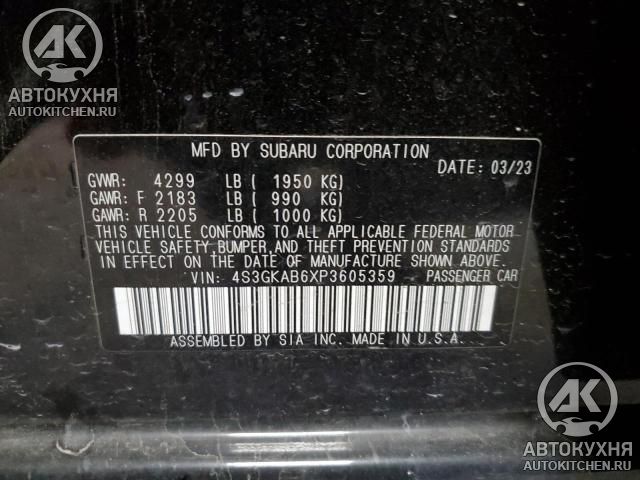 АК
АВТОКУХНЯ
AUTOKITCHEN.RU
MFD BY SUBARU CORPORATION
DATE: 03/23
GVWR: 4299 LB ( 1950 KG)
GAWR: F 2183 LB ( 990 KG)
GAWR: R 2205 LB ( 1000 KG)
THIS VEHICLE CONFORMS TO ALL APPLICABLE FEDERAL MOTOR
VEHICLE SAFETY,BUMPER,AND THEFT PREVENTION STANDARDS
IN EFFECT ON THE DATE OF MANUFACTURE SHOWN ABOVE.
VIN: 4S3GKAB6XP3605359 PASSENGER CAR
ASSEMBLED BY SIA INC. MADE IN U.S.A.
АК
АВТОКУХНЯ
AUTOKITCHEN.RU